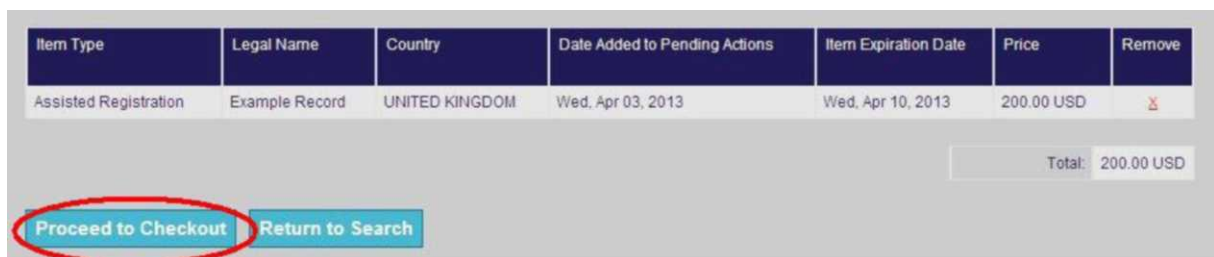 Item Type Legal Name Country Date Added to Pending Actions Item Expiration Date Price Remove
Assisted Registration Example Record UNITED KINGDOM Wed, Apr 03, 2013 Wed, Apr 10, 2013 200.00 USD X
Total: 200.00 USD
Proceed to Checkout Return to Search